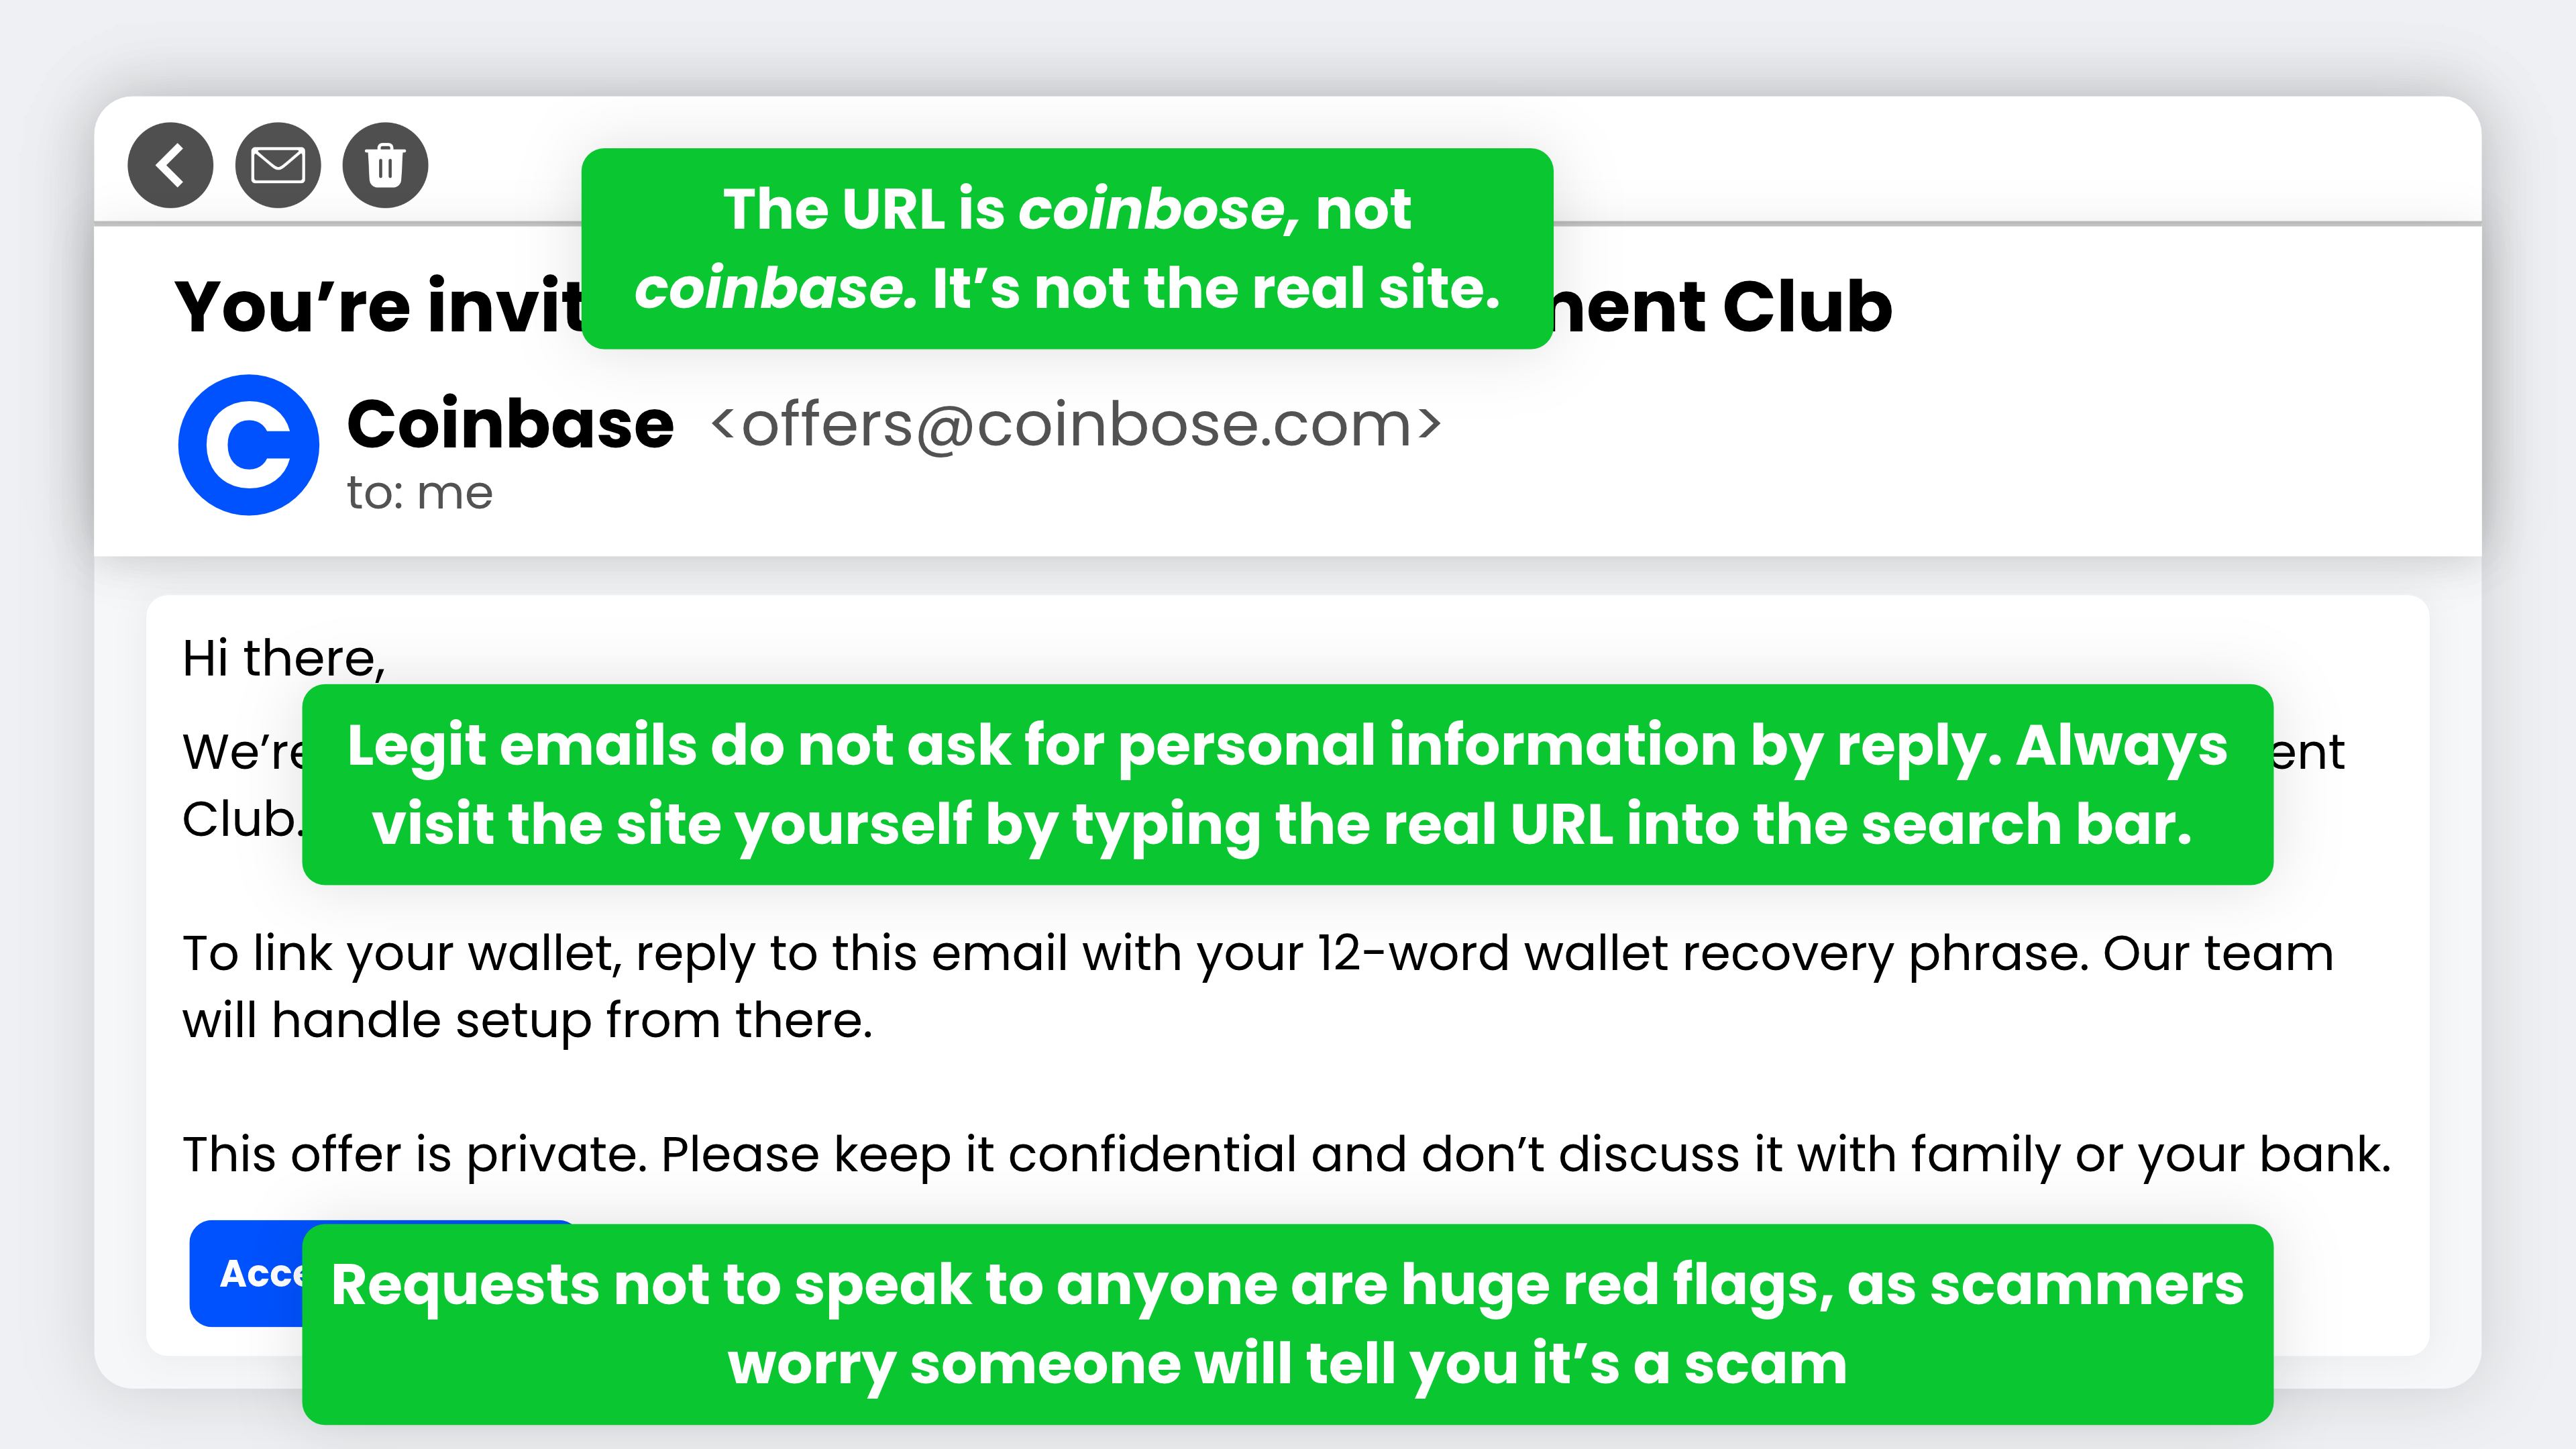 The URL is coinbose, not
coinbase. It’s not the real site.
You’re invit ment Club
C
Coinbase <offers@coinbose.com>
to: me
Hi there,
We’re ent
Club.
Legit emails do not ask for personal information by reply. Always
visit the site yourself by typing the real URL into the search bar.
To link your wallet, reply to this email with your 12-word wallet recovery phrase. Our team
will handle setup from there.
This offer is private. Please keep it confidential and don’t discuss it with family or your bank.
Acce
Requests not to speak to anyone are huge red flags, as scammers
worry someone will tell you it’s a scam